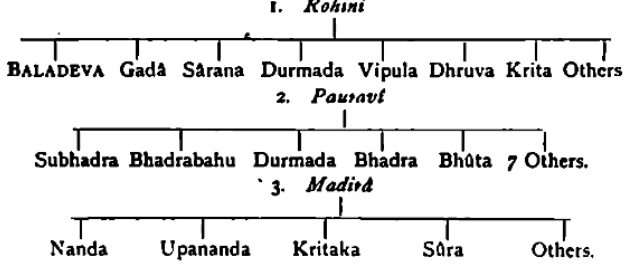 1. Rohini
BALADEVA Gadâ Sârana Durmada Vipula Dhruva Krita Others
2. Pauravî
Subhadra Bhadrabahu Durmada Bhadra Bhûta 7 Others.
3. Madirâ
Nanda Upananda Kritaka Sûra Others.